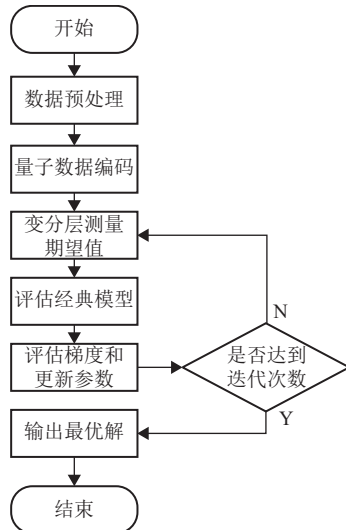 开始
数据预处理
量子数据编码
变分层测量
期望值
评估经典模型
N
评估梯度和
更新参数
是否达到
迭代次数
Y
输出最优解
结束